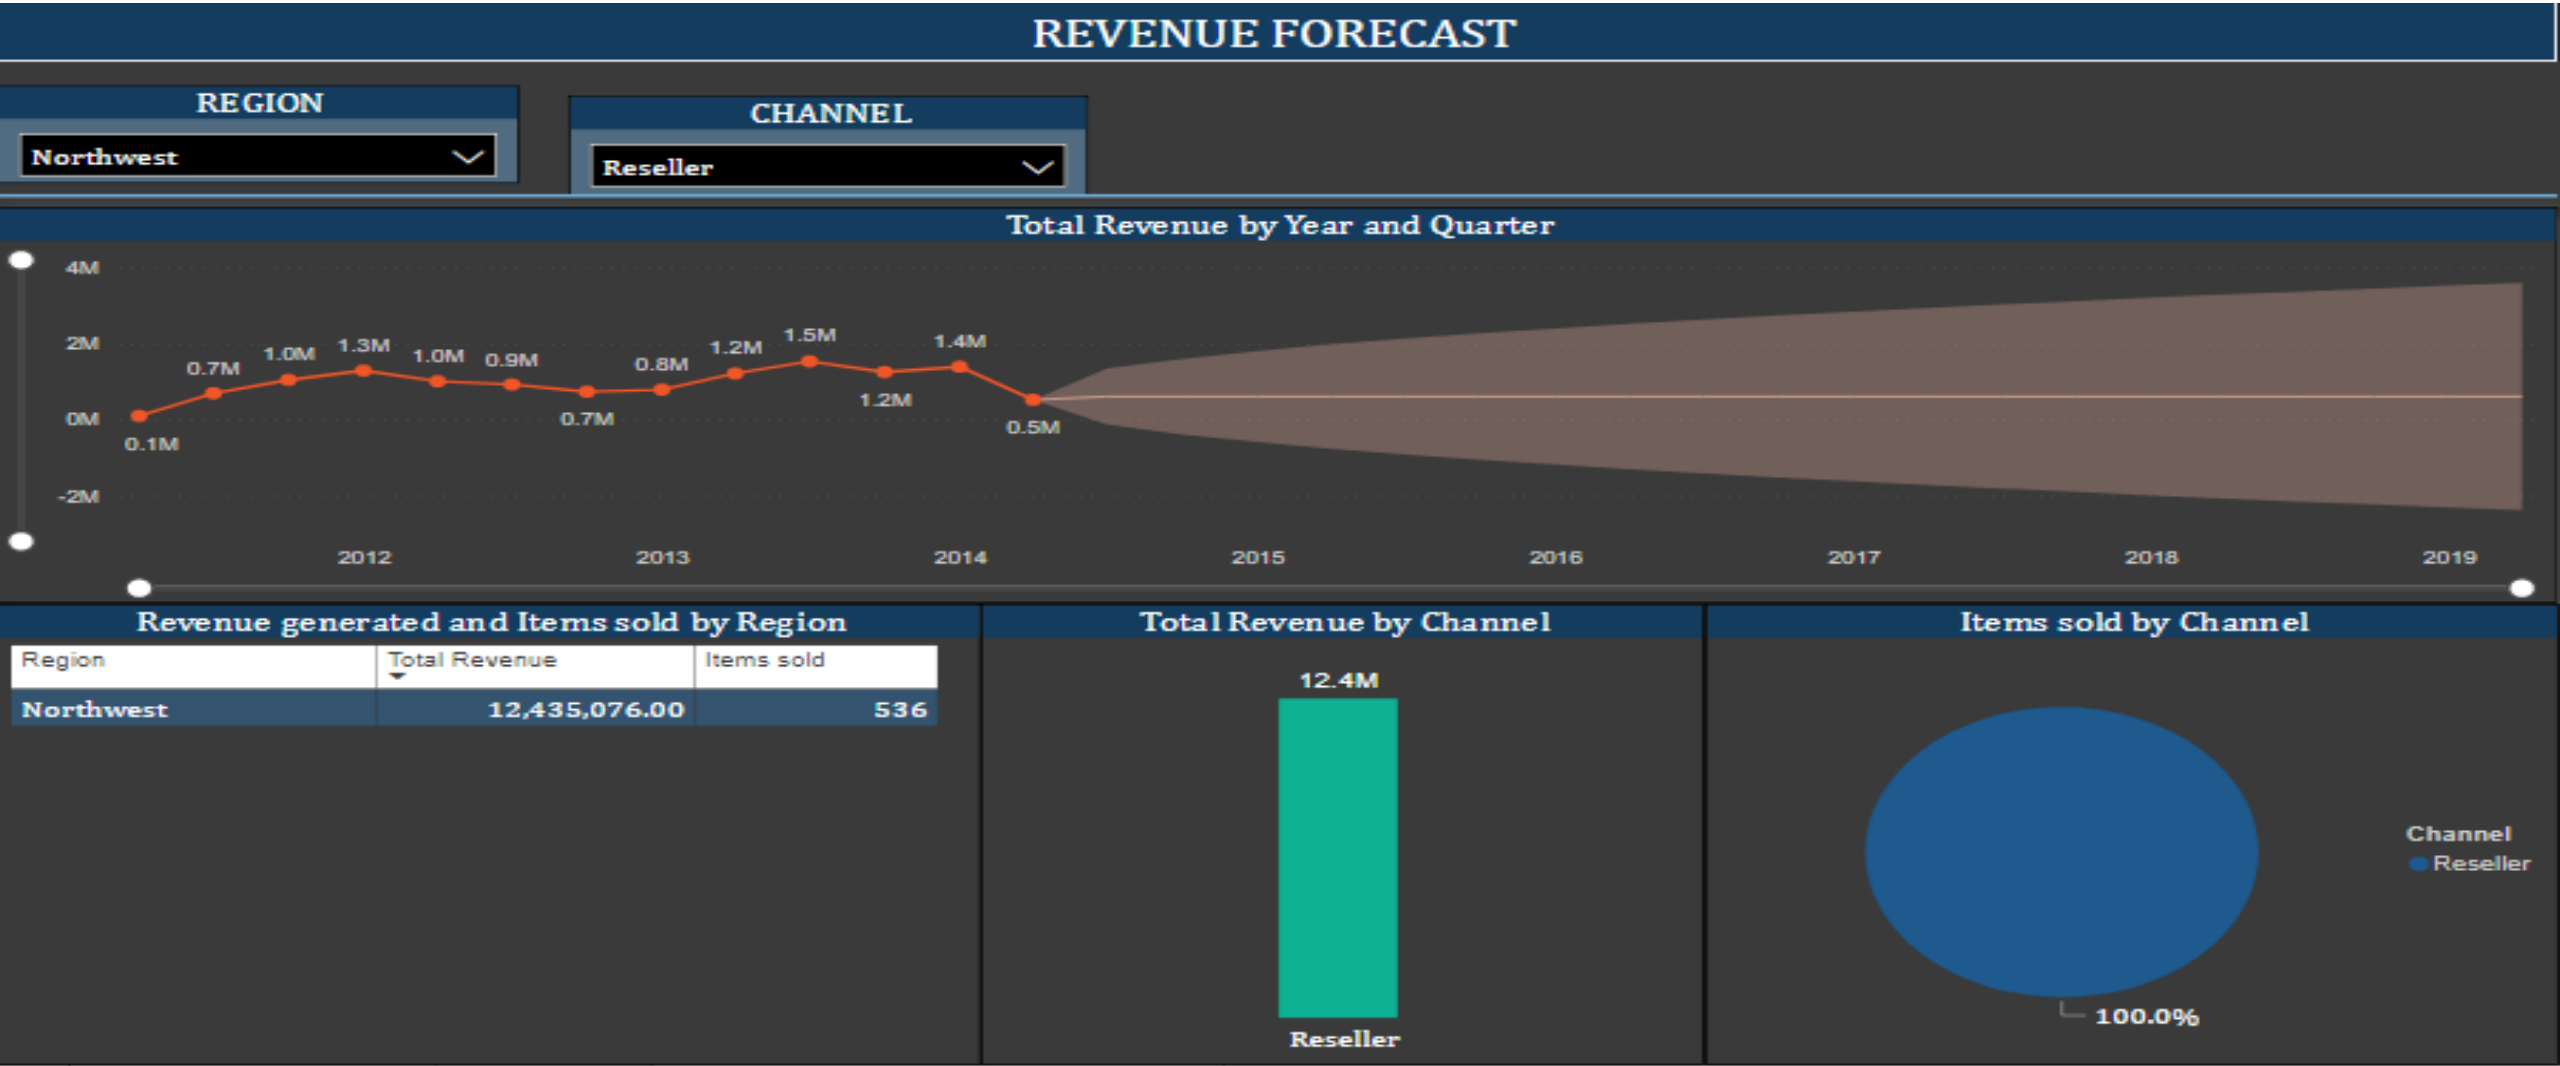 REVENUE FORECAST
REGION
Northwest
CHANNEL
Reseller
Total Revenue by Year and Quarter
4M
2M
0M
-2M
0.1M
0.7M
1.0M
1.3M
1.0M
0.9M
0.7M
0.8M
1.2M
1.5M
1.2M
1.4M
0.5M
2012 2013 2014 2015 2016 2017 2018 2019
Revenue generated and Items sold by Region
Region Total Revenue Items sold
Northwest 12,435,076.00 536
Total Revenue by Channel
12.4M
Reseller
Items sold by Channel
Channel
Reseller
100.0%